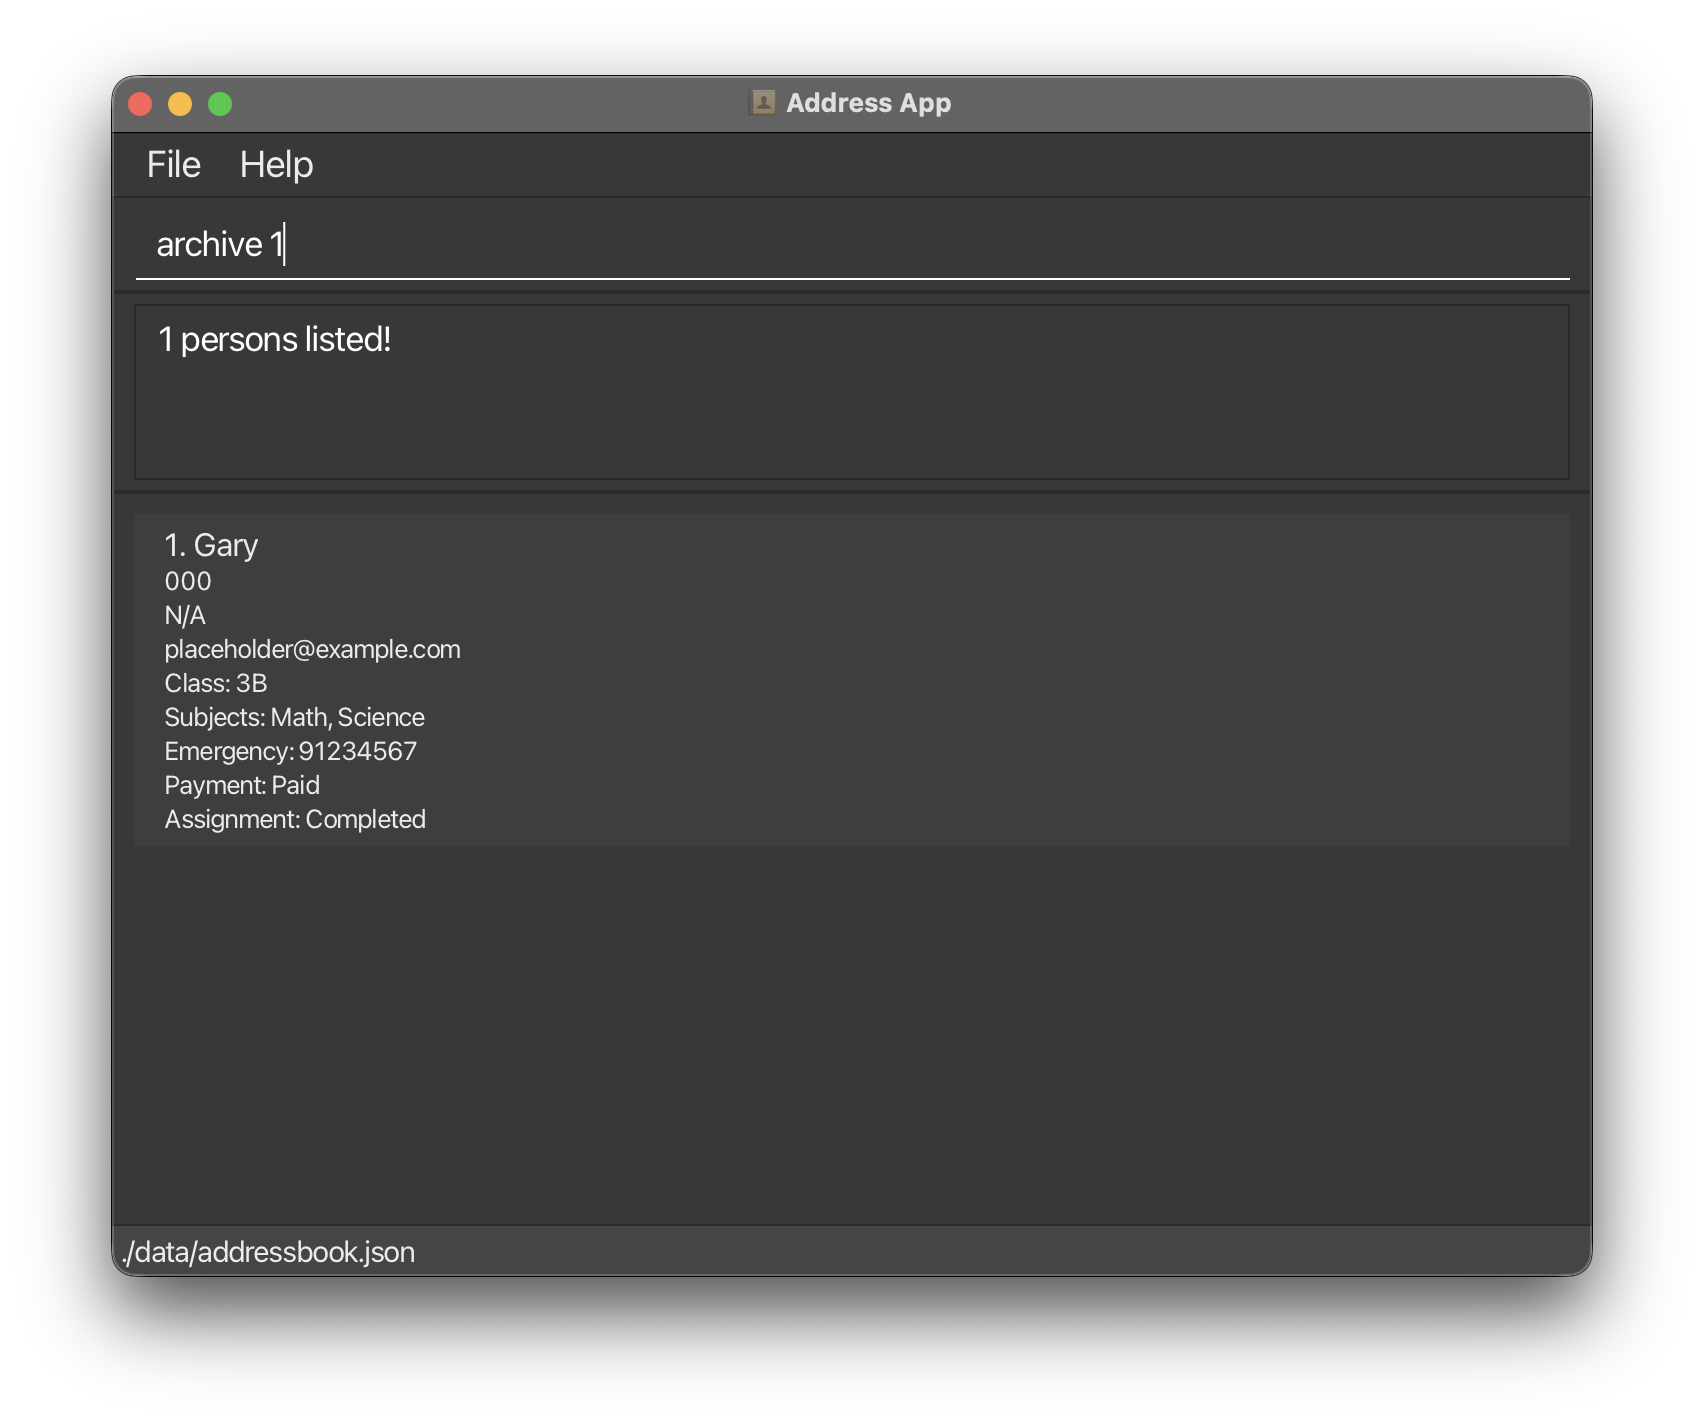 Address App
File Help
archive 1
1 persons listed!
1. Gary
000
N/A
placeholder@example.com
Class: 3B
Subjects: Math, Science
Emergency: 91234567
Payment: Paid
Assignment: Completed
./data/addressbook.json